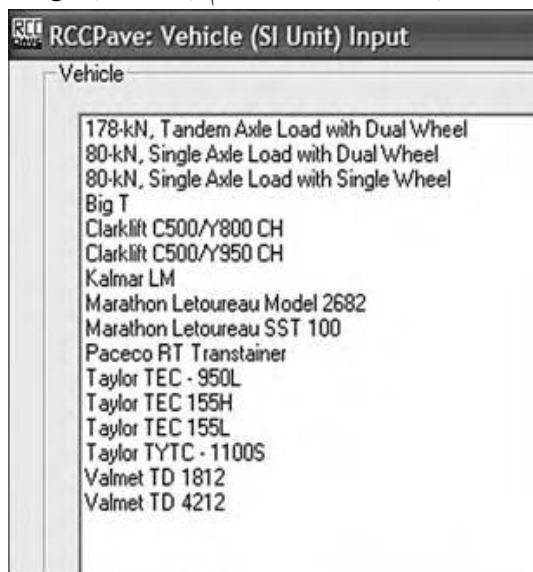 RCC PAVE RCCPave: Vehicle (SI Unit) Input
Vehicle
178-kN, Tandem Axle Load with Dual Wheel
80-kN, Single Axle Load with Dual Wheel
80-kN, Single Axle Load with Single Wheel
Big T
Clarklift C500/Y800 CH
Clarklift C500/Y950 CH
Kalmar LM
Marathon Letoureau Model 2682
Marathon Letoureau SST 100
Paceco RT Transtainer
Taylor TEC - 950L
Taylor TEC 155H
Taylor TEC 155L
Taylor TYTC - 1100S
Valmet TD 1812
Valmet TD 4212